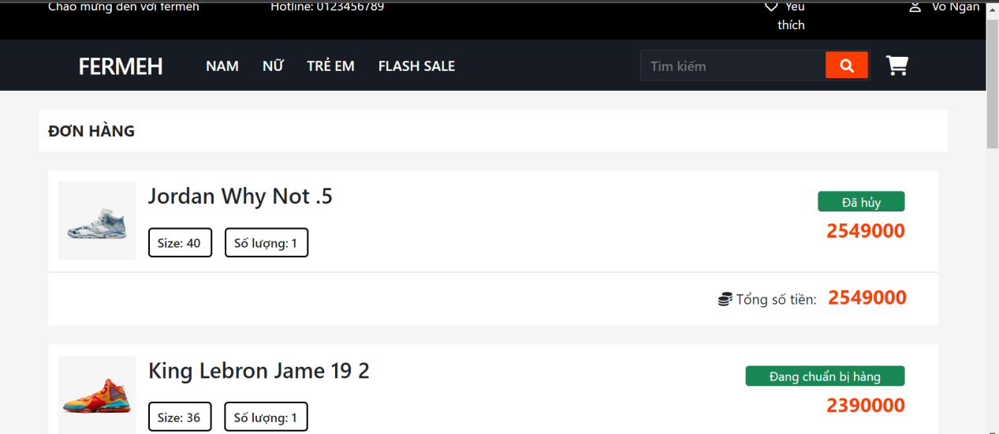 Chào mừng đến với fermeh
Hotline: 0123456789
Yêu
thích
Vo Ngan
FERMEH
NAM
NỮ
TRẺ EM
FLASH SALE
Tìm kiếm
ĐƠN HÀNG
Jordan Why Not .5
Đã hủy
2549000
Size: 40
Số lượng: 1
Tổng số tiền: 2549000
King Lebron Jame 19 2
Đang chuẩn bị hàng
2390000
Size: 36
Số lượng: 1